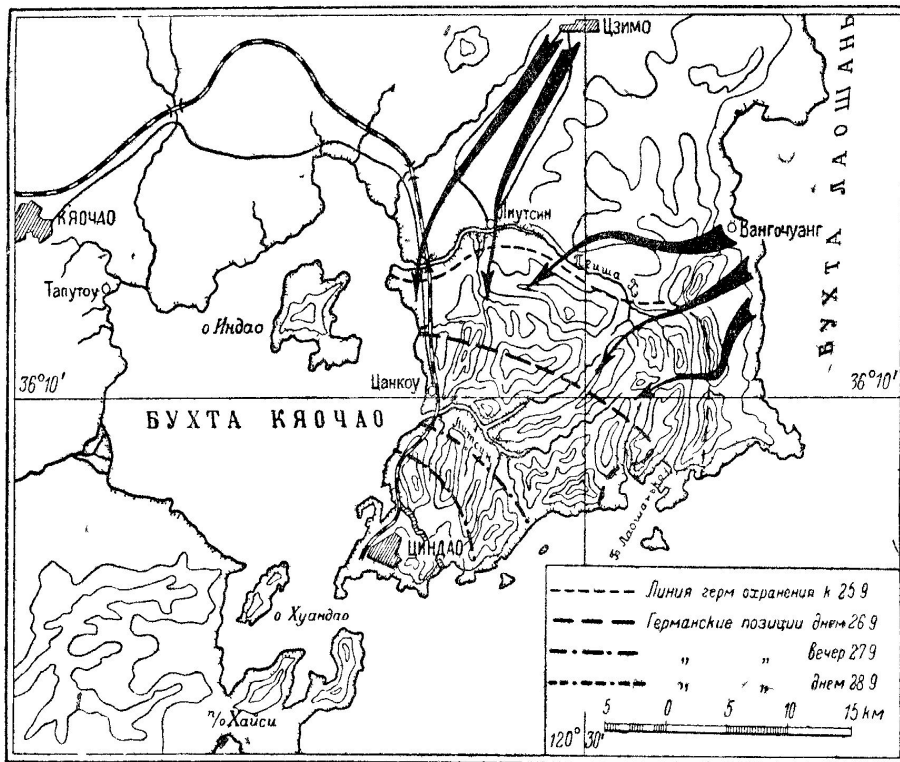 ЦЗИМО
БУХТА ЛАОШАНЬ
КЯОЧАО
Вангочуанг
Тапутоу
о Индао
Цанкоу
36°10'
36°10'
БУХТА КЯОЧАО
ЦИНДАО
Б. Лаошанько
о Хуандао
п/о Хайси
Линия герм охранения к 25 9
Германские позиции днем 26 9
„ „ вечер 27 9
„ „ днем 28 9
5 0 5 10 15 км
120° 30'